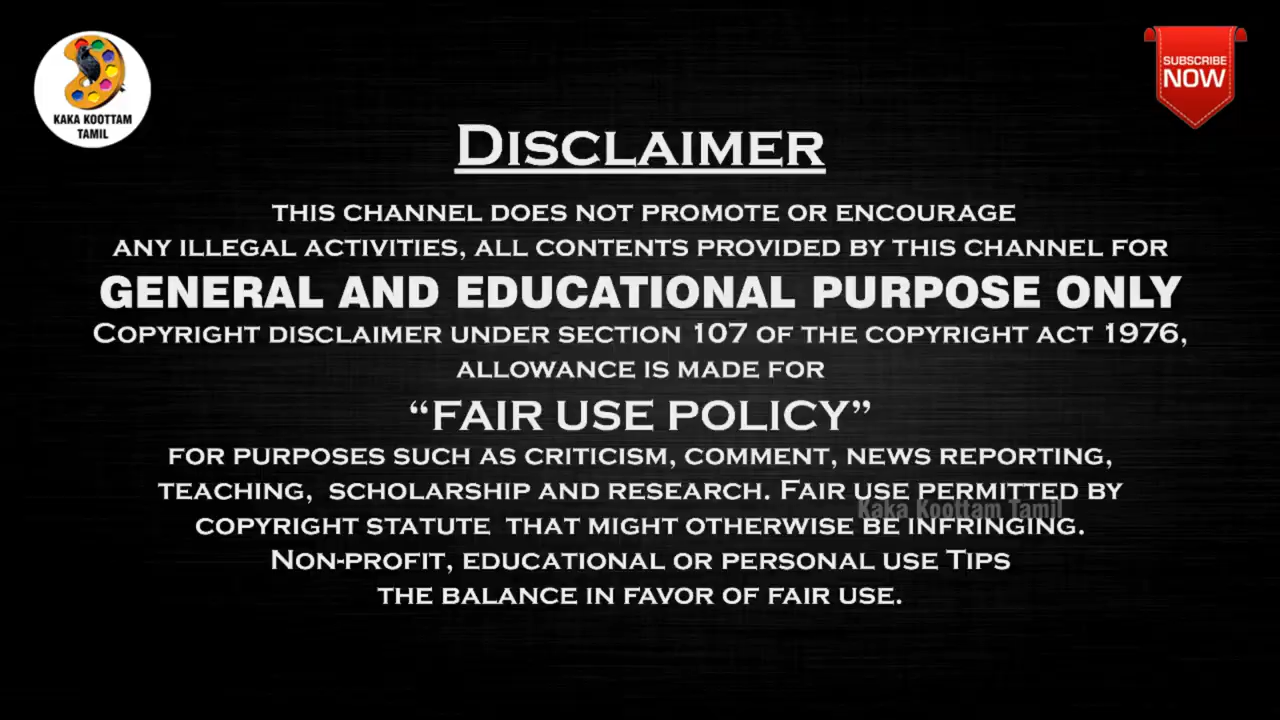 KAKA KOOTTAM
TAMIL
SUBSCRIBE
NOW
DISCLAIMER
THIS CHANNEL DOES NOT PROMOTE OR ENCOURAGE
ANY ILLEGAL ACTIVITIES, ALL CONTENTS PROVIDED BY THIS CHANNEL FOR
GENERAL AND EDUCATIONAL PURPOSE ONLY
COPYRIGHT DISCLAIMER UNDER SECTION 107 OF THE COPYRIGHT ACT 1976,
ALLOWANCE IS MADE FOR
“FAIR USE POLICY”
FOR PURPOSES SUCH AS CRITICISM, COMMENT, NEWS REPORTING,
TEACHING, SCHOLARSHIP AND RESEARCH. FAIR USE PERMITTED BY
Kaka Koottam Tamil
COPYRIGHT STATUTE THAT MIGHT OTHERWISE BE INFRINGING.
NON-PROFIT, EDUCATIONAL OR PERSONAL USE TIPS
THE BALANCE IN FAVOR OF FAIR USE.